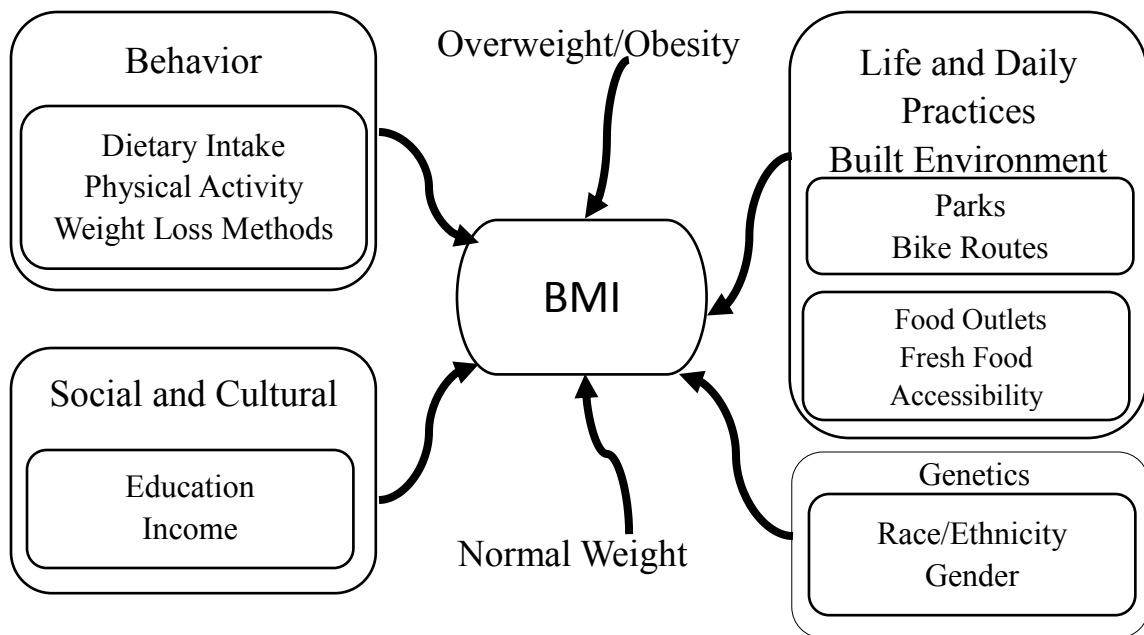 Behavior
Dietary Intake
Physical Activity
Weight Loss Methods
Overweight/Obesity
Life and Daily
Practices
Built Environment
Parks
Bike Routes
Food Outlets
Fresh Food
Accessibility
BMI
Social and Cultural
Education
Income
Normal Weight
Genetics
Race/Ethnicity
Gender